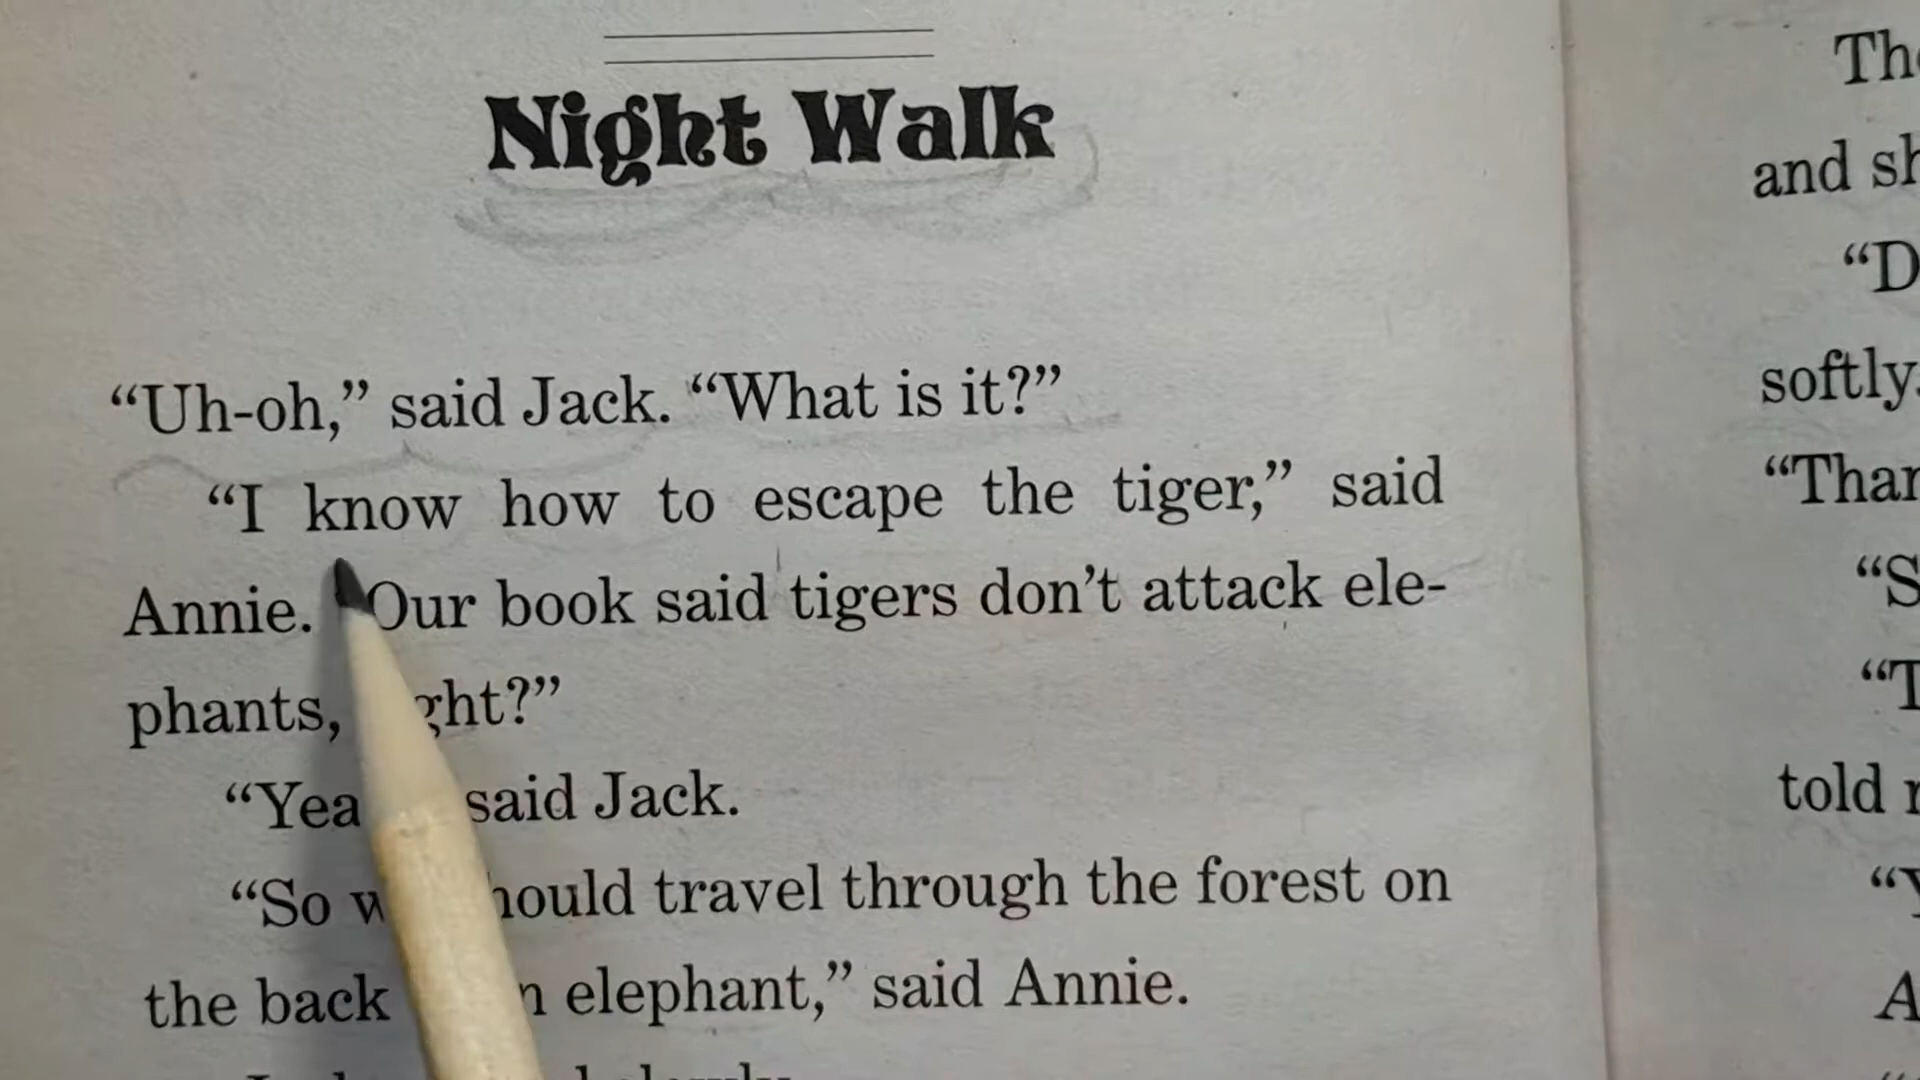 Night Walk
“Uh-oh,” said Jack. “What is it?”
“I know how to escape the tiger,” said
Annie. Our book said tigers don’t attack ele-
phants, ght?”
“Yea said Jack.
“So w hould travel through the forest on
the back n elephant,” said Annie.
The
and sh
“D
softly.
“Than
“S
“T
told r
“Y
A